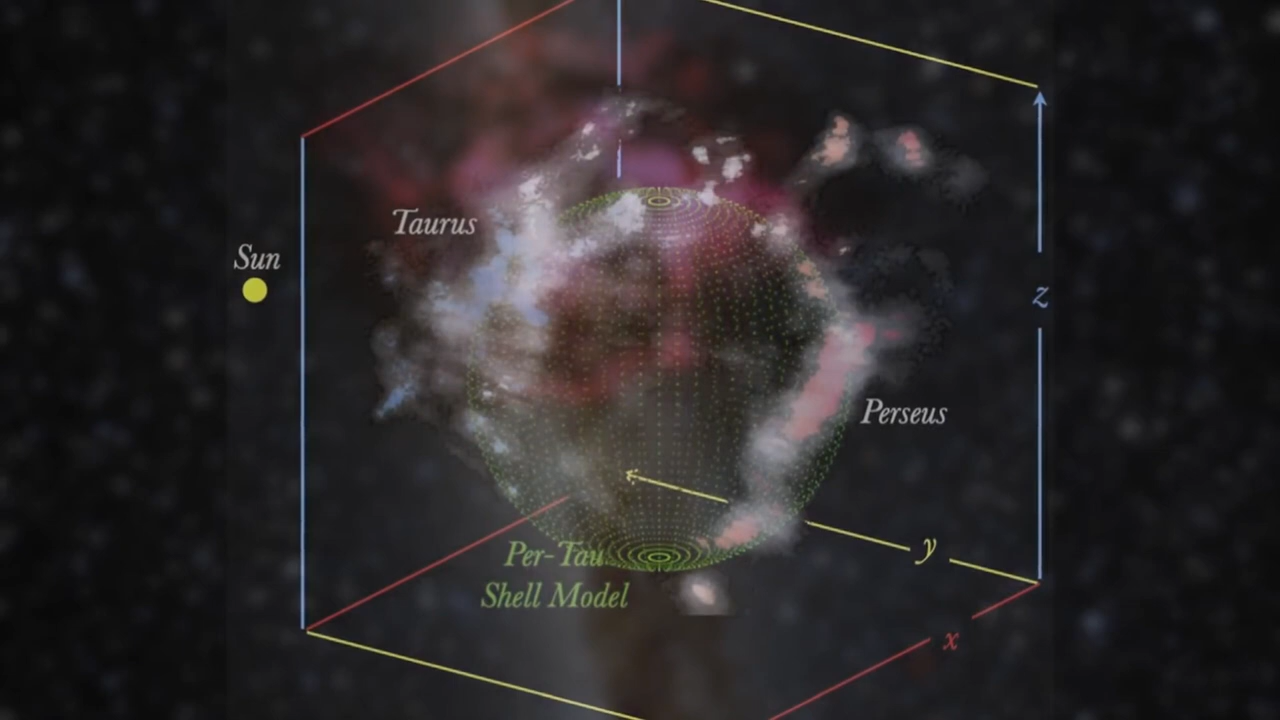 Taurus
Sun
z
Perseus
y
Per-Tau
Shell Model
x